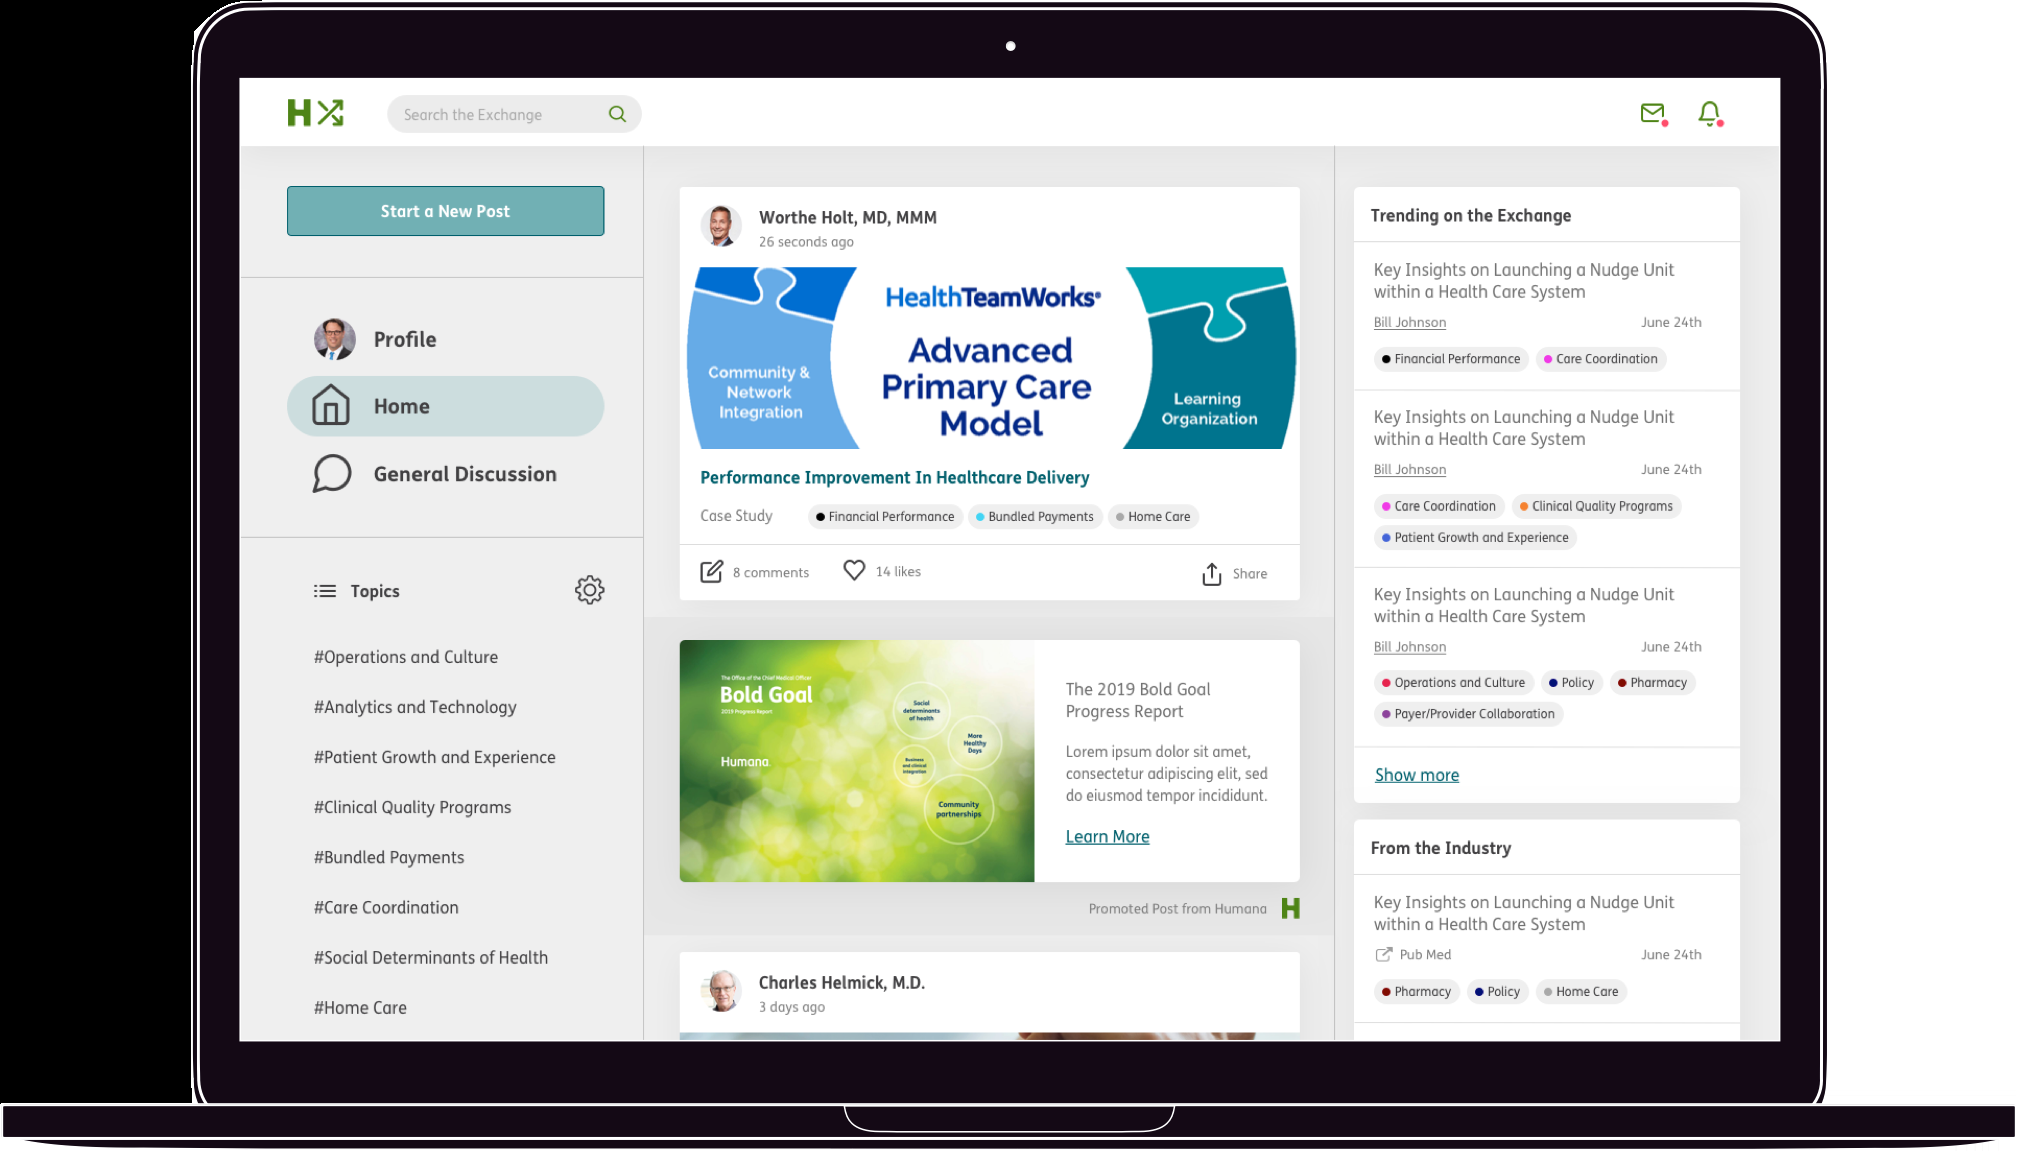 H
Search the Exchange
Start a New Post
Profile
Home
General Discussion
Topics
#Operations and Culture
#Analytics and Technology
#Patient Growth and Experience
#Clinical Quality Programs
#Bundled Payments
#Care Coordination
#Social Determinants of Health
#Home Care
Worthe Holt, MD, MMM
26 seconds ago
Community &
Network
Integration
HealthTeamWorks®
Advanced
Primary Care
Model
Learning
Organization
Performance Improvement In Healthcare Delivery
Case Study
Financial Performance
Bundled Payments
Home Care
8 comments
14 likes
Share
The Office of the Chief Medical Officer
Bold Goal
2019 Progress Report
Humana
Social
determinants
of health
More
Healthy
Days
Business
and clinical
integration
Community
partnerships
The 2019 Bold Goal
Progress Report
Lorem ipsum dolor sit amet,
consectetur adipiscing elit, sed
do eiusmod tempor incididunt.
Learn More
Promoted Post from Humana H
Charles Helmick, M.D.
3 days ago
Trending on the Exchange
Key Insights on Launching a Nudge Unit
within a Health Care System
Bill Johnson June 24th
Financial Performance Care Coordination
Key Insights on Launching a Nudge Unit
within a Health Care System
Bill Johnson June 24th
Care Coordination Clinical Quality Programs
Patient Growth and Experience
Key Insights on Launching a Nudge Unit
within a Health Care System
Bill Johnson June 24th
Operations and Culture Policy Pharmacy
Payer/Provider Collaboration
Show more
From the Industry
Key Insights on Launching a Nudge Unit
within a Health Care System
Pub Med June 24th
Pharmacy Policy Home Care